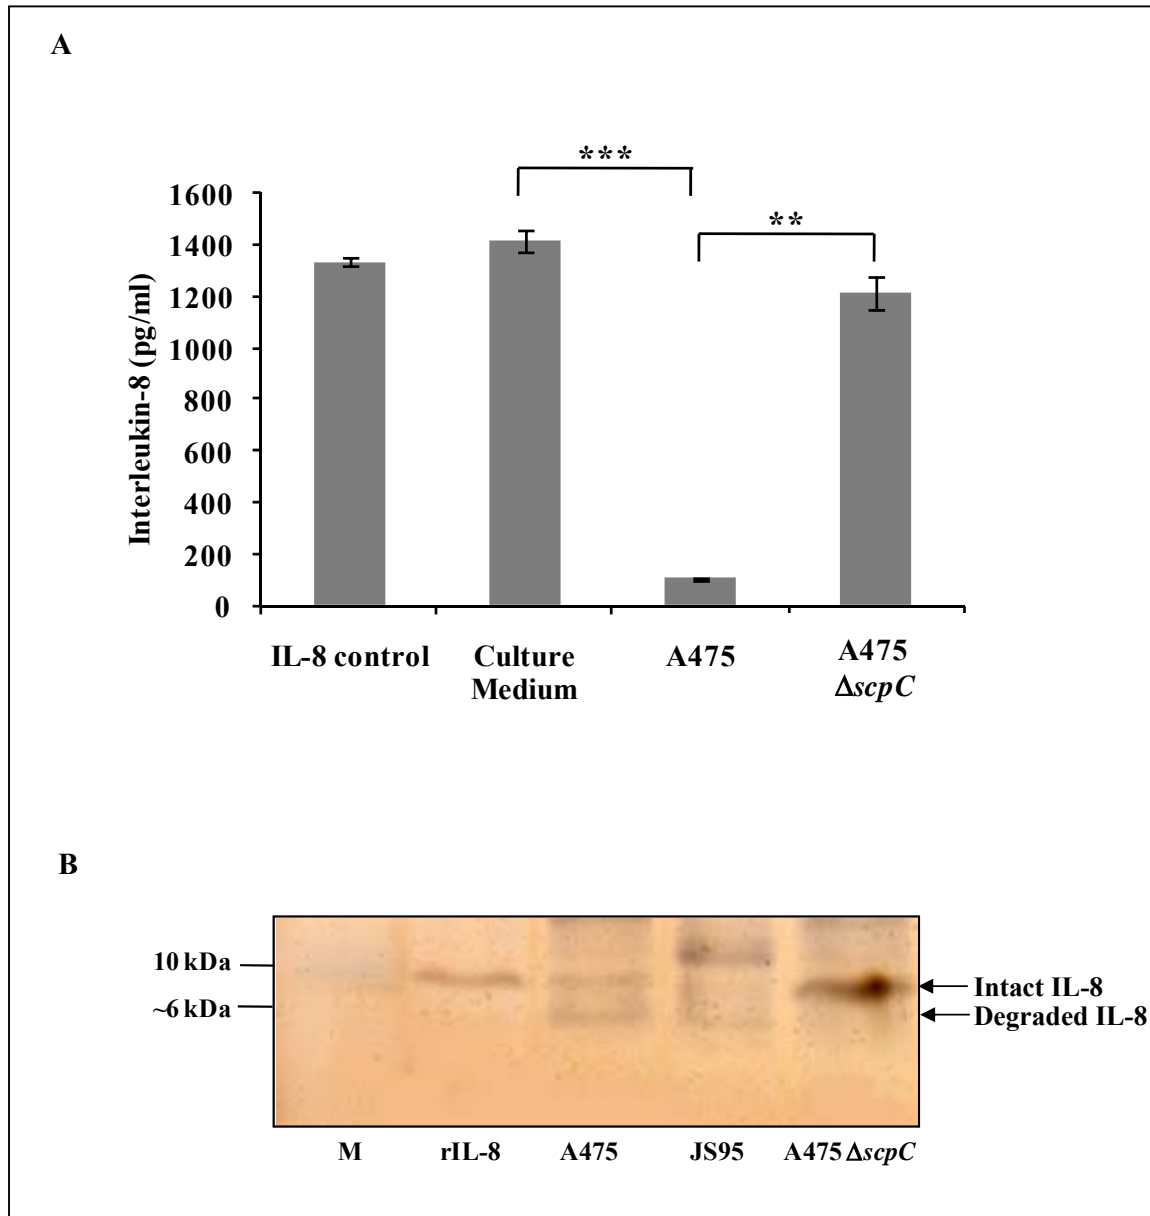 A
***
**
Interleukin-8 (pg/ml)
1600
1400
1200
1000
800
600
400
200
0
IL-8 control
Culture
Medium
A475
A475
ΔscpC
B
10 kDa
~6 kDa
Intact IL-8
Degraded IL-8
M
rIL-8
A475
JS95
A475 ΔscpC